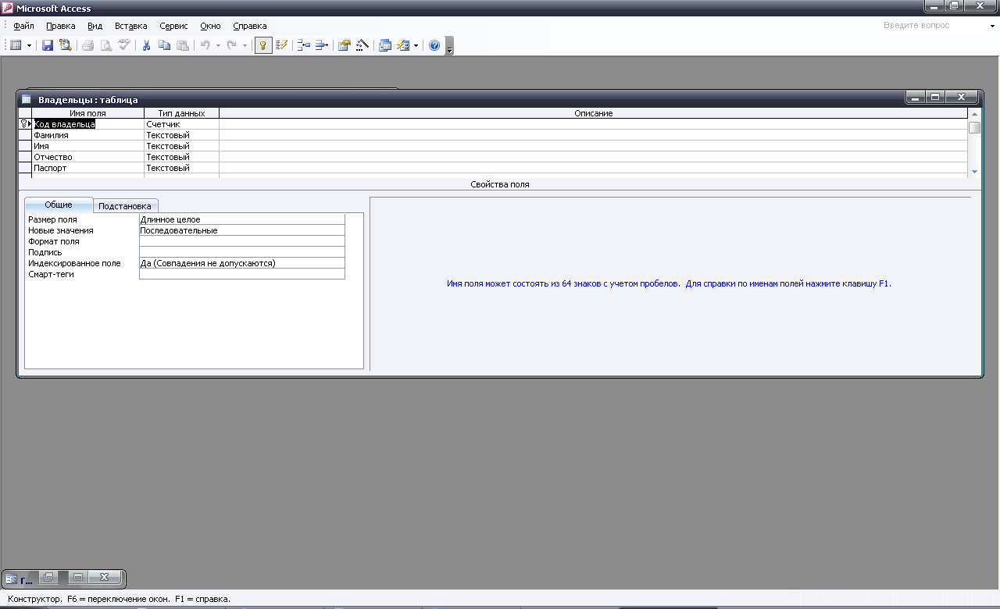 Microsoft Access
Файл Правка Вид Вставка Сервис Окно Справка Введите вопрос
Владельцы : таблица
Имя поля Тип данных Описание
Код владельца Счетчик
Фамилия Текстовый
Имя Текстовый
Отчество Текстовый
Паспорт Текстовый
Свойства поля
Общие Подстановка
Размер поля Длинное целое
Новые значения Последовательные
Формат поля
Подпись
Индексированное поле Да (Совпадения не допускаются)
Смарт-теги
Имя поля может состоять из 64 знаков с учетом пробелов. Для справки по именам полей нажмите клавишу F1.
Г...
Конструктор. F6 = переключение окон. F1 = справка.